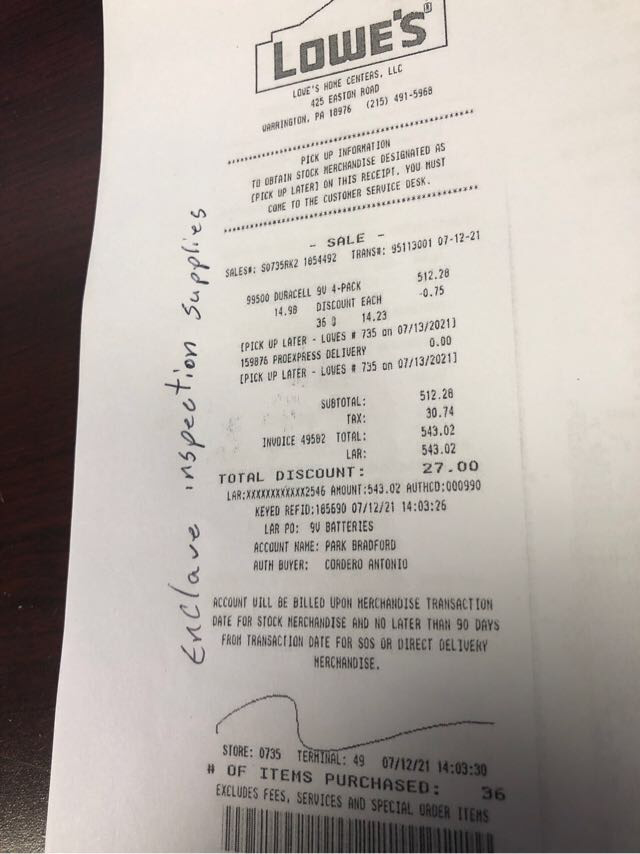 LOWE'S
LOWE'S HOME CENTERS, LLC
425 EASTON ROAD
WARRINGTON, PA 18976 (215) 491-5968
PICK UP INFORMATION
TO OBTAIN STOCK MERCHANDISE DESIGNATED AS
[PICK UP LATER] ON THIS RECEIPT, YOU MUST
COME TO THE CUSTOMER SERVICE DESK.
- SALE -
SALES#: S0735RK2 1854492 TRANS#: 95113001 07-12-21
99500 DURACELL 9V 4-PACK 512.28
14.98 DISCOUNT EACH -0.75
36 @ 14.23
[PICK UP LATER - LOWES # 735 on 07/13/2021]
159876 PROEXPRESS DELIVERY 0.00
[PICK UP LATER - LOWES # 735 on 07/13/2021]
SUBTOTAL: 512.28
TAX: 30.74
INVOICE 49582 TOTAL: 543.02
LAR: 543.02
TOTAL DISCOUNT: 27.00
LAR:XXXXXXXXXXXX2546 AMOUNT:543.02 AUTHCD:000990
KEYED REFID:185690 07/12/21 14:03:26
LAR PO: 9V BATTERIES
ACCOUNT NAME: PARK BRADFORD
AUTH BUYER: CORDERO ANTONIO
ACCOUNT WILL BE BILLED UPON MERCHANDISE TRANSACTION
DATE FOR STOCK MERCHANDISE AND NO LATER THAN 90 DAYS
FROM TRANSACTION DATE FOR SOS OR DIRECT DELIVERY
MERCHANDISE.
STORE: 0735 TERMINAL: 49 07/12/21 14:03:30
# OF ITEMS PURCHASED: 36
EXCLUDES FEES, SERVICES AND SPECIAL ORDER ITEMS
Enclave inspection supplies